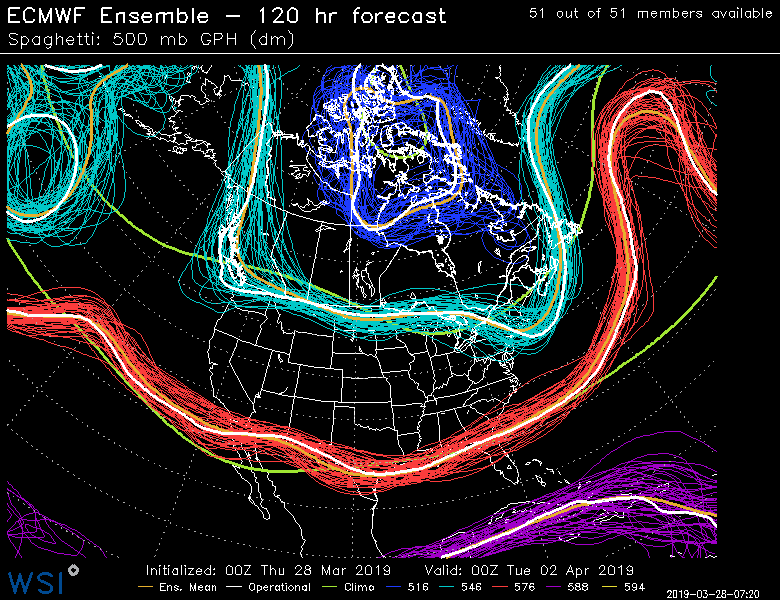 ECMWF Ensemble – 120 hr forecast
51 out of 51 members available
Spaghetti: 500 mb GPH (dm)
Initialized: 00Z Thu 28 Mar 2019 Valid: 00Z Tue 02 Apr 2019
WSI
Ens. Mean Operational Climo 516 546 576 588 594
2019-03-28-07:20